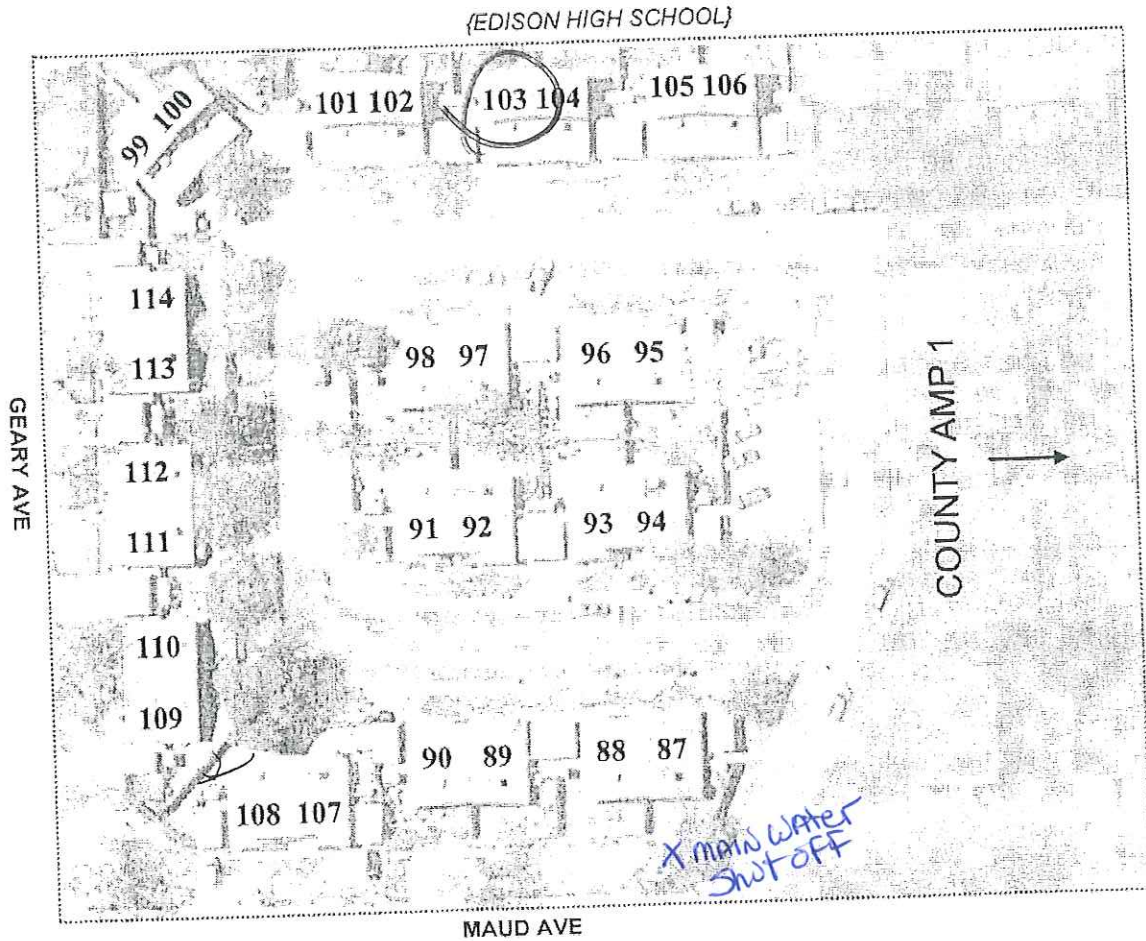 {EDISON HIGH SCHOOL}
99 100
101 102
103 104
105 106
114
113
98 97
96 95
GEARY AVE
112
111
91 92
93 94
COUNTY AMP 1
110
109
90 89
88 87
108 107
X MAIN WATER
SHUT OFF
MAUD AVE